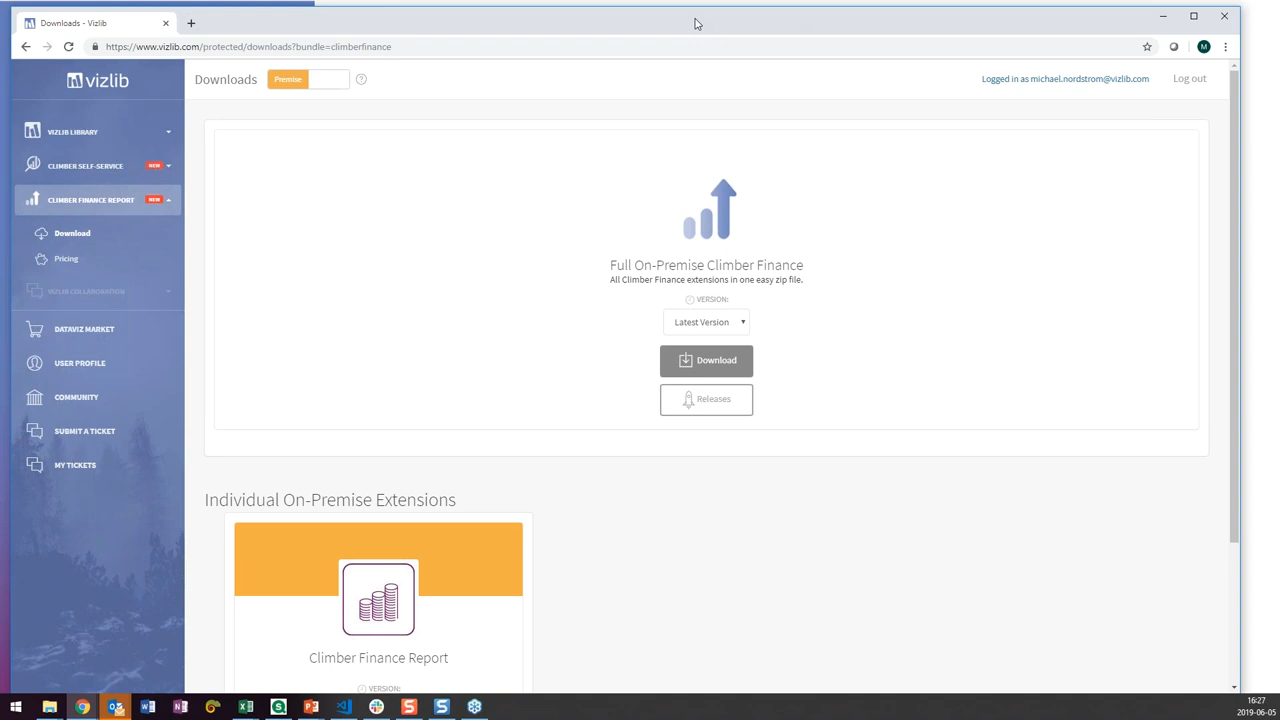 Downloads - Vizlib
https://www.vizlib.com/protected/downloads?bundle=climberfinance
M
vizlib
VIZLIB LIBRARY
CLIMBER SELF-SERVICE NEW
CLIMBER FINANCE REPORT NEW
Download
Pricing
VIZLIB COLLABORATION
DATAVIZ MARKET
USER PROFILE
COMMUNITY
SUBMIT A TICKET
MY TICKETS
Downloads Premise ?
Logged in as michael.nordstrom@vizlib.com Log out
Full On-Premise Climber Finance
All Climber Finance extensions in one easy zip file.
VERSION:
Latest Version
Download
Releases
Individual On-Premise Extensions
Climber Finance Report
VERSION:
16:27
2019-06-05